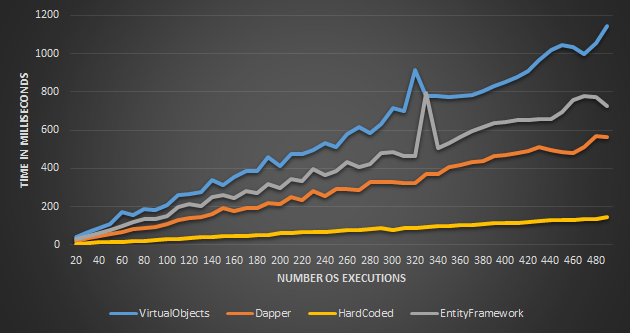 1200
1000
800
600
400
200
0
TIME IN MILLISECONDS
20 40 60 80 100 120 140 160 180 200 220 240 260 280 300 320 340 360 380 400 420 440 460 480
NUMBER OS EXECUTIONS
VirtualObjects Dapper HardCoded EntityFramework